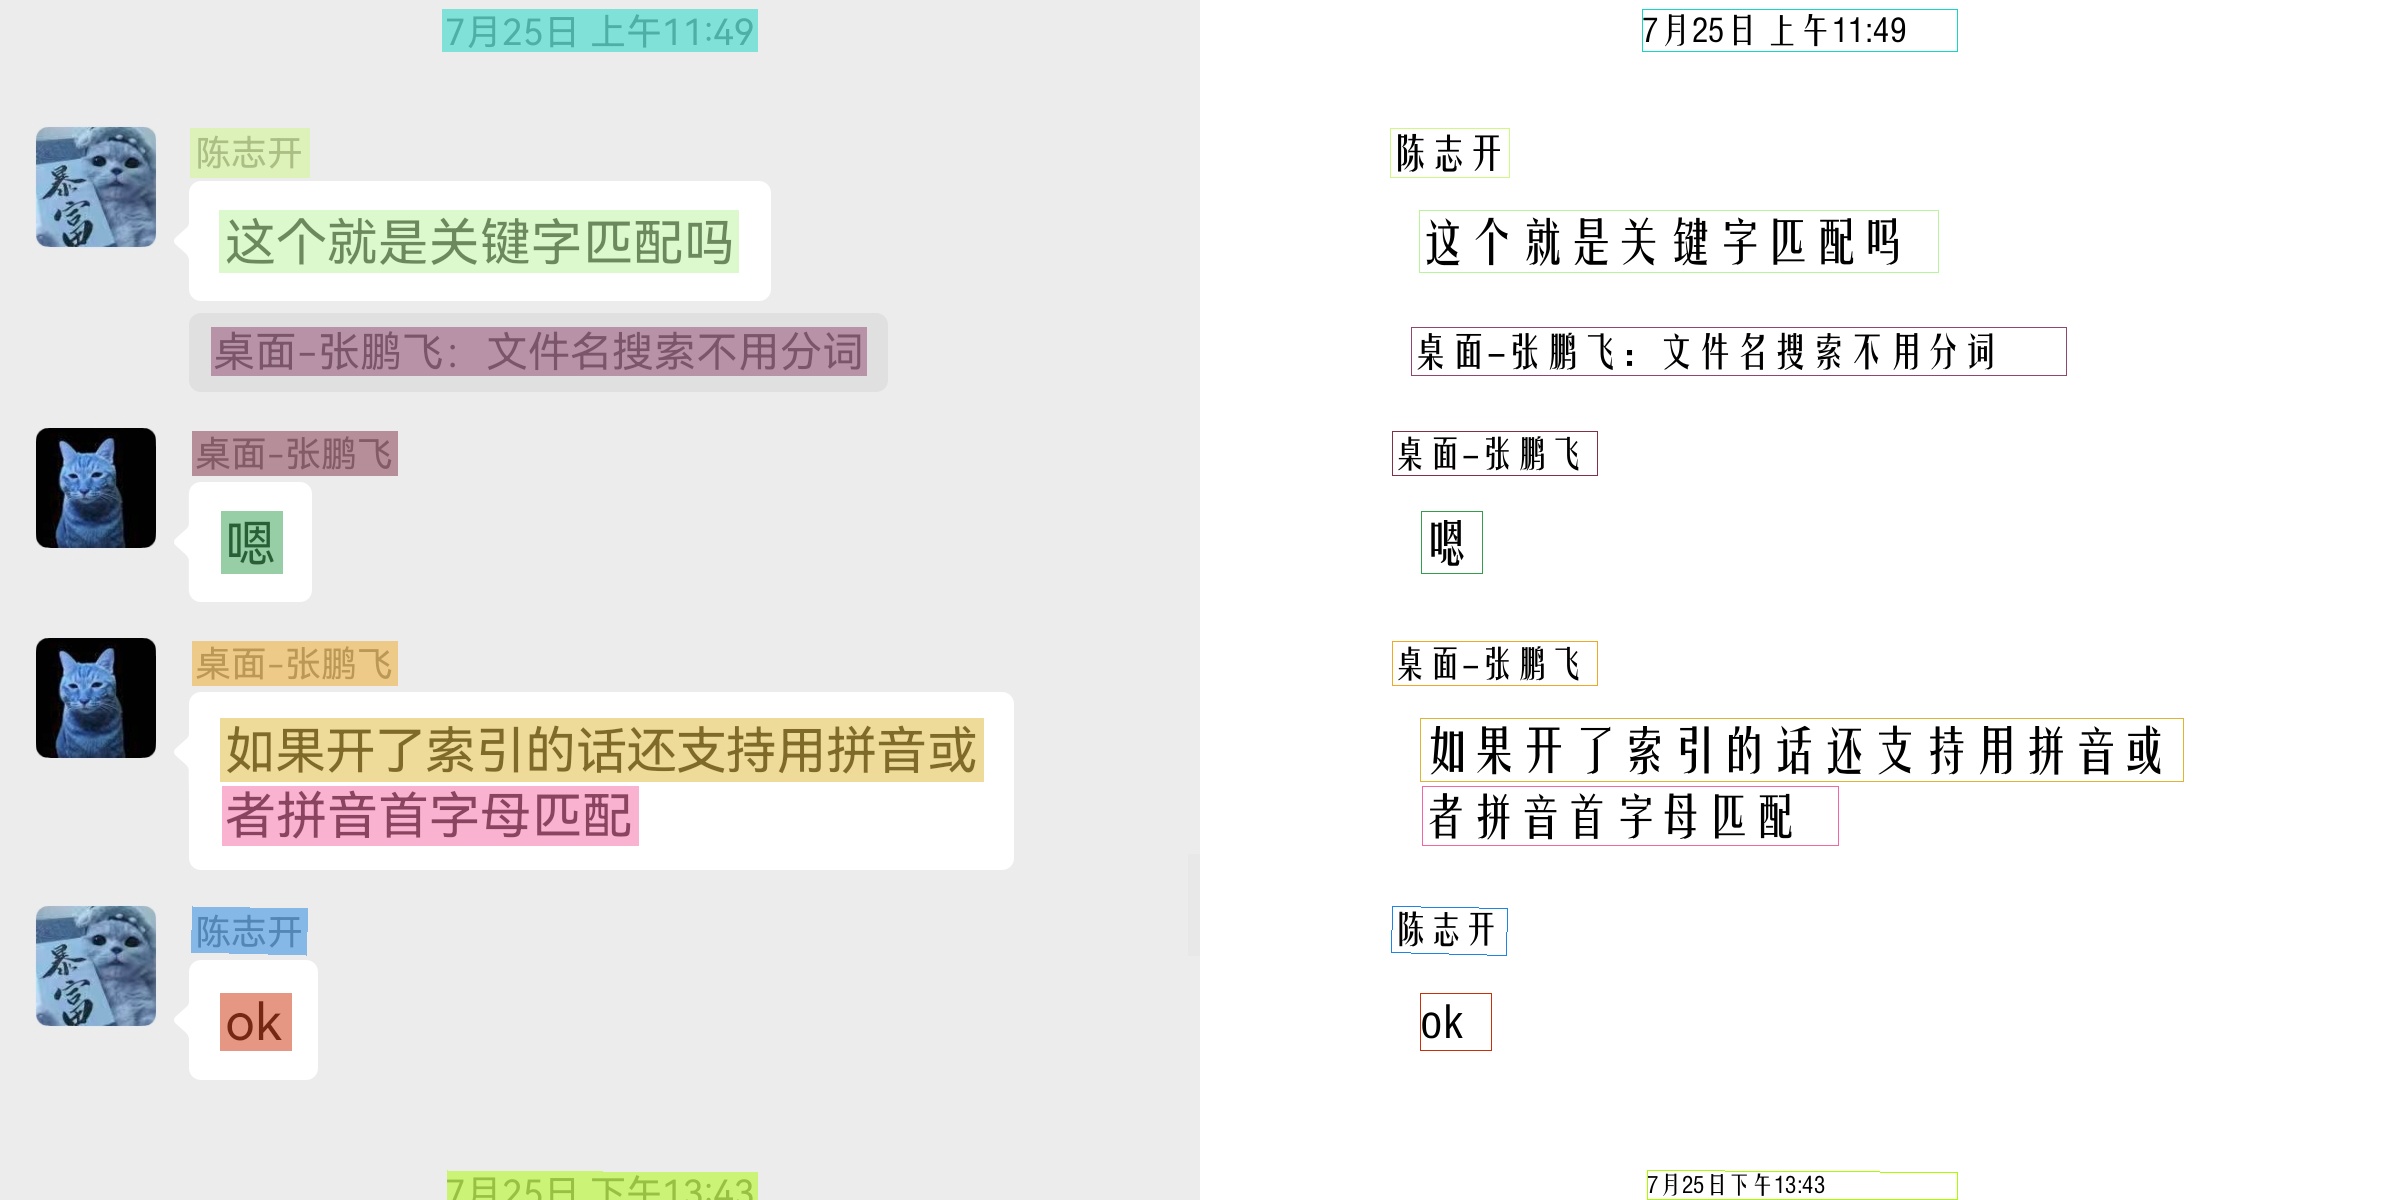 7月25日 上午11:49
陈志开
暴富
这个就是关键字匹配吗
桌面-张鹏飞：文件名搜索不用分词
桌面-张鹏飞
嗯
桌面-张鹏飞
如果开了索引的话还支持用拼音或
者拼音首字母匹配
陈志开
暴富
ok
7月25日 下午13:43
7月25日 上午11:49
陈志开
这个就是关键字匹配吗
桌面-张鹏飞：文件名搜索不用分词
桌面-张鹏飞
嗯
桌面-张鹏飞
如果开了索引的话还支持用拼音或
者拼音首字母匹配
陈志开
ok
7月25日下午13:43